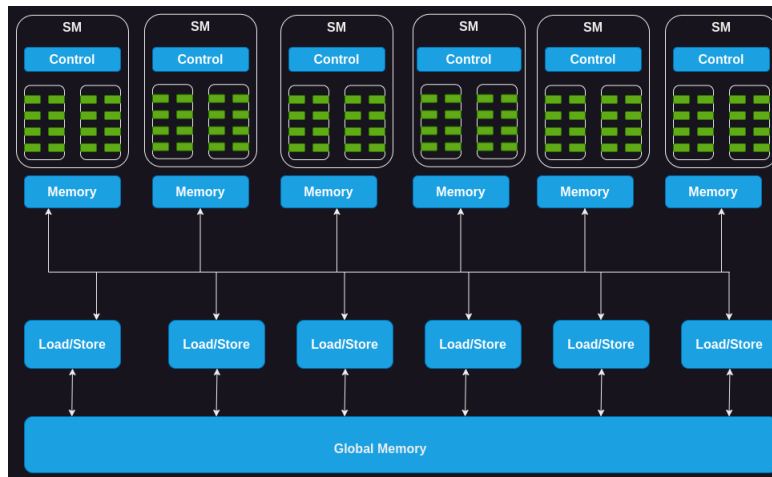 SM SM SM SM SM SM
Control Control Control Control Control Control
Memory Memory Memory Memory Memory Memory
Load/Store Load/Store Load/Store Load/Store Load/Store Load/Store
Global Memory